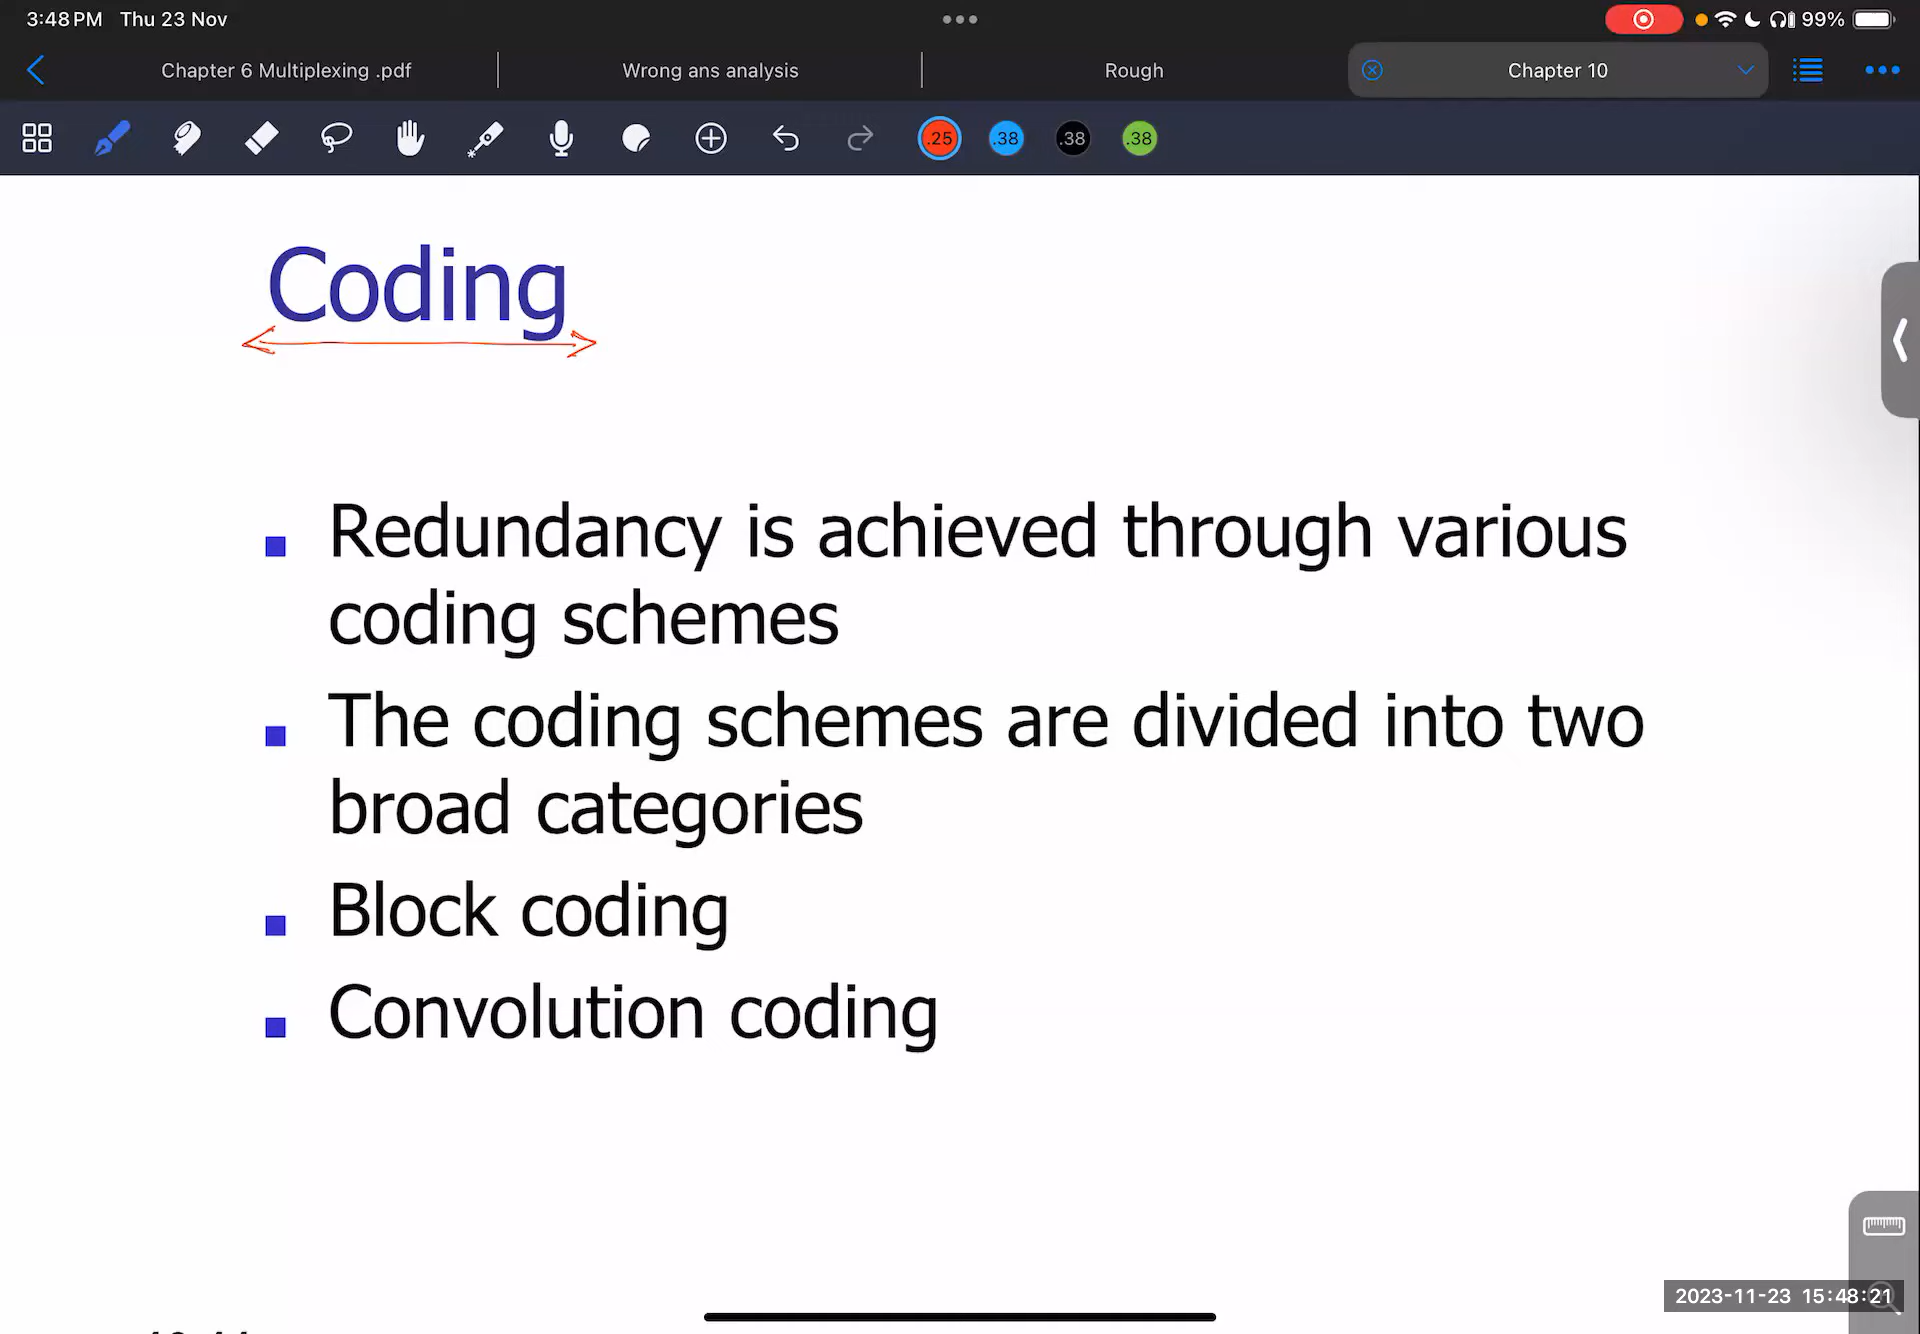 3:48 PM Thu 23 Nov
99%
Chapter 6 Multiplexing .pdf
Wrong ans analysis
Rough
Chapter 10
.25
.38
.38
.38
Coding
Redundancy is achieved through various
coding schemes
The coding schemes are divided into two
broad categories
Block coding
Convolution coding
2023-11-23 15:48:21